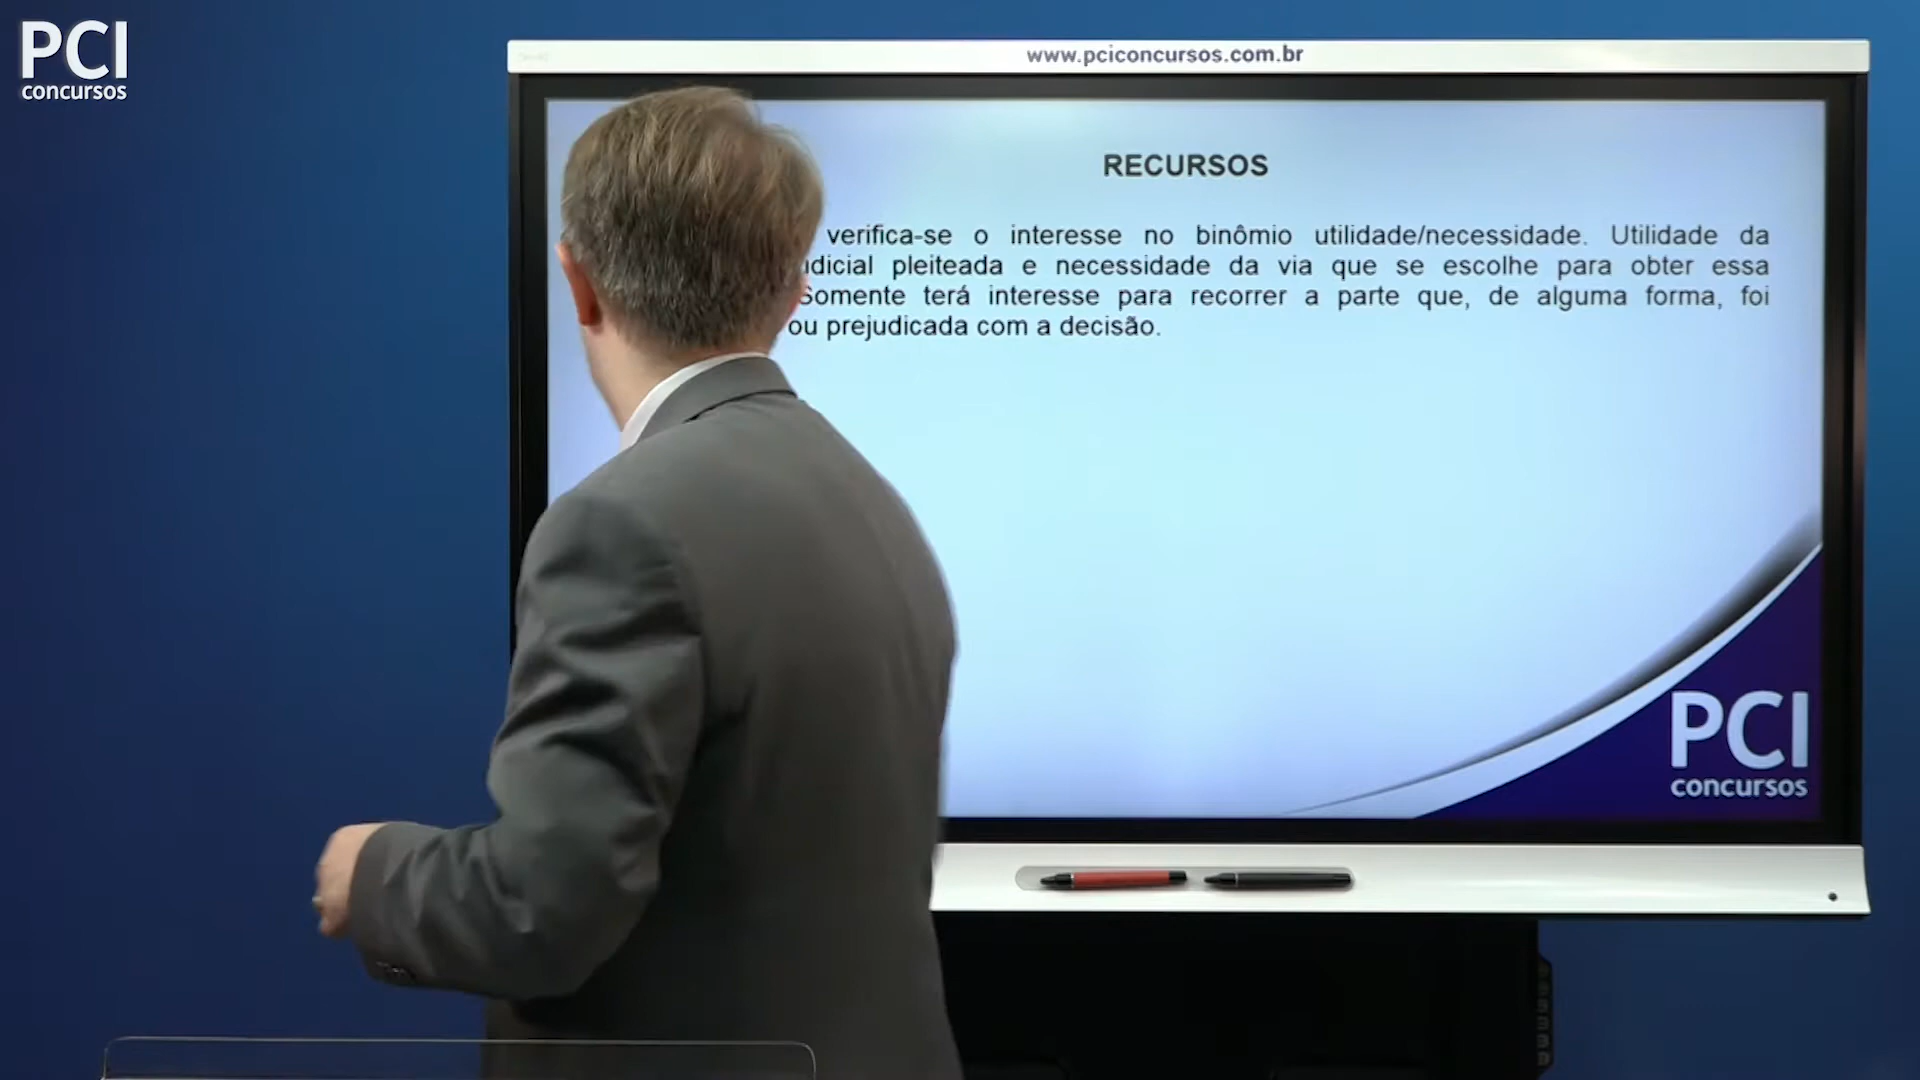 PCI
concursos
www.pciconcursos.com.br
RECURSOS
verifica-se o interesse no binômio utilidade/necessidade. Utilidade da
pleiteada e necessidade da via que se escolhe para obter essa
Somente terá interesse para recorrer a parte que, de alguma forma, foi
ou prejudicada com a decisão.
PCI
concursos